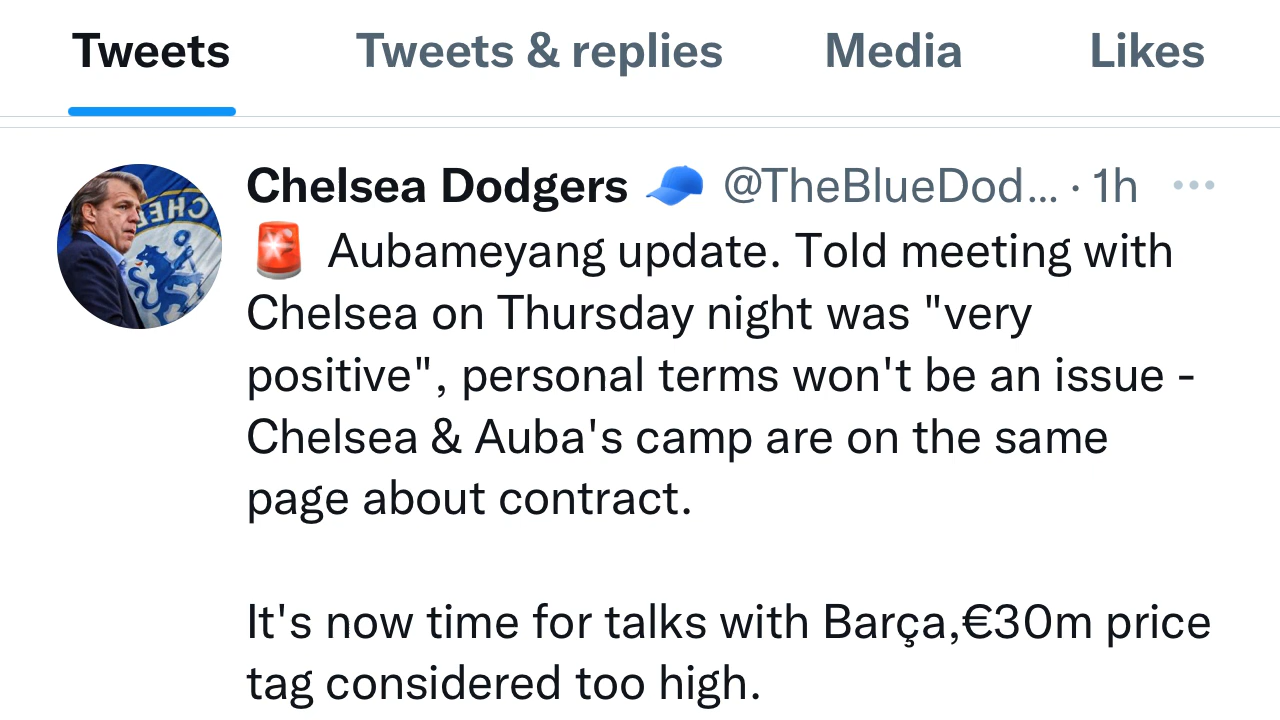 Tweets Tweets & replies Media Likes
Chelsea Dodgers 🧢 @TheBlueDod... · 1h ···
🚨 Aubameyang update. Told meeting with
Chelsea on Thursday night was "very
positive", personal terms won't be an issue -
Chelsea & Auba's camp are on the same
page about contract.
It's now time for talks with Barça,€30m price
tag considered too high.